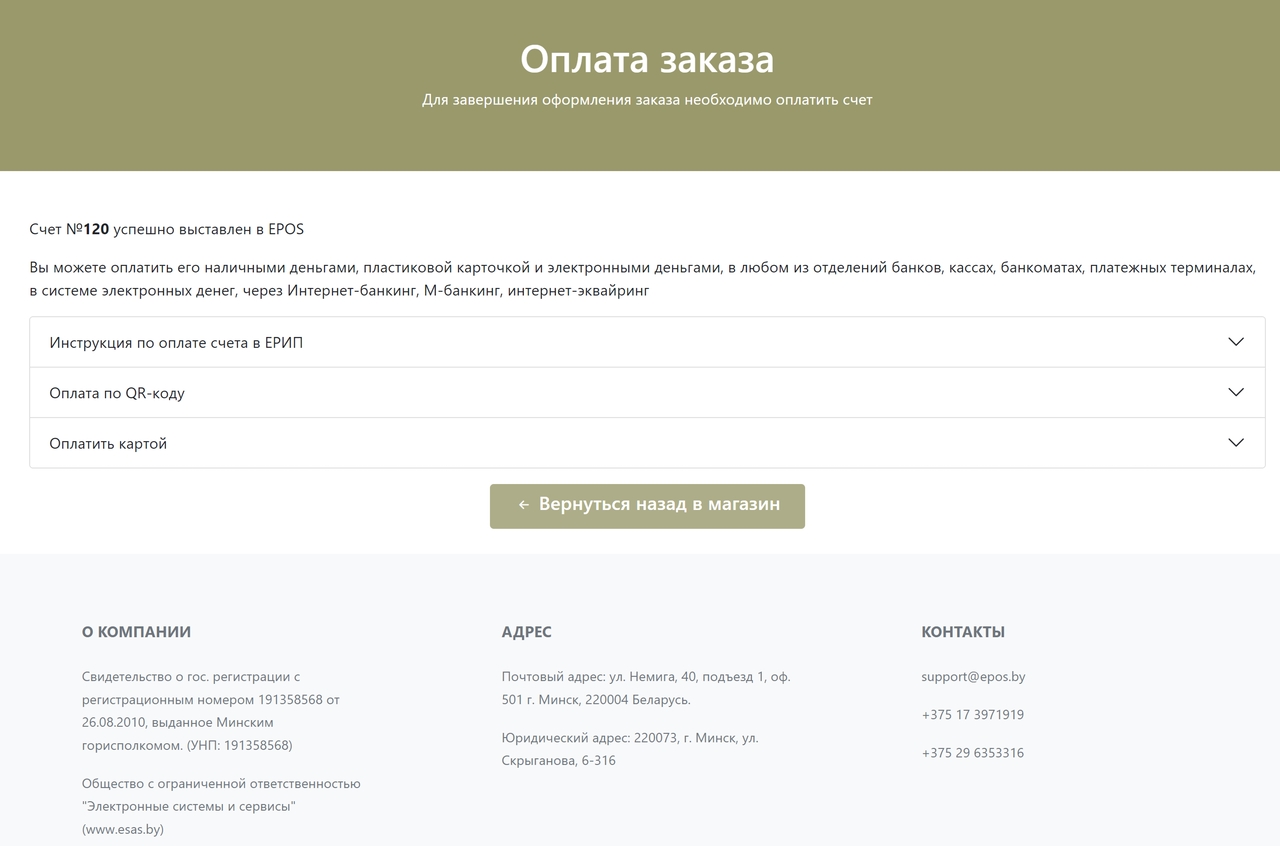 Оплата заказа
Для завершения оформления заказа необходимо оплатить счет
Счет №120 успешно выставлен в EPOS
Вы можете оплатить его наличными деньгами, пластиковой карточкой и электронными деньгами, в любом из отделений банков, кассах, банкоматах, платежных терминалах,
в системе электронных денег, через Интернет-банкинг, М-банкинг, интернет-эквайринг
Инструкция по оплате счета в ЕРИП
Оплата по QR-коду
Оплатить картой
← Вернуться назад в магазин
О КОМПАНИИ
Свидетельство о гос. регистрации с
регистрационным номером 191358568 от
26.08.2010, выданное Минским
горисполкомом. (УНП: 191358568)
Общество с ограниченной ответственностью
"Электронные системы и сервисы"
(www.esas.by)
АДРЕС
Почтовый адрес: ул. Немига, 40, подъезд 1, оф.
501 г. Минск, 220004 Беларусь.
Юридический адрес: 220073, г. Минск, ул.
Скрыганова, 6-316
КОНТАКТЫ
support@epos.by
+375 17 3971919
+375 29 6353316